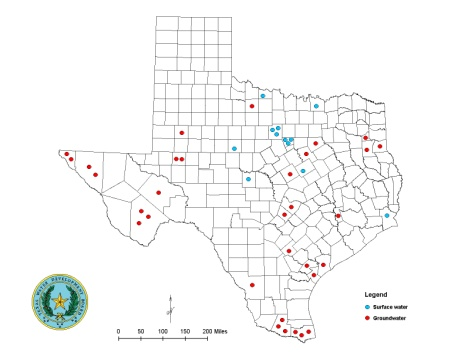 Legend
Surface water
Groundwater
0 50 100 150 200 Miles